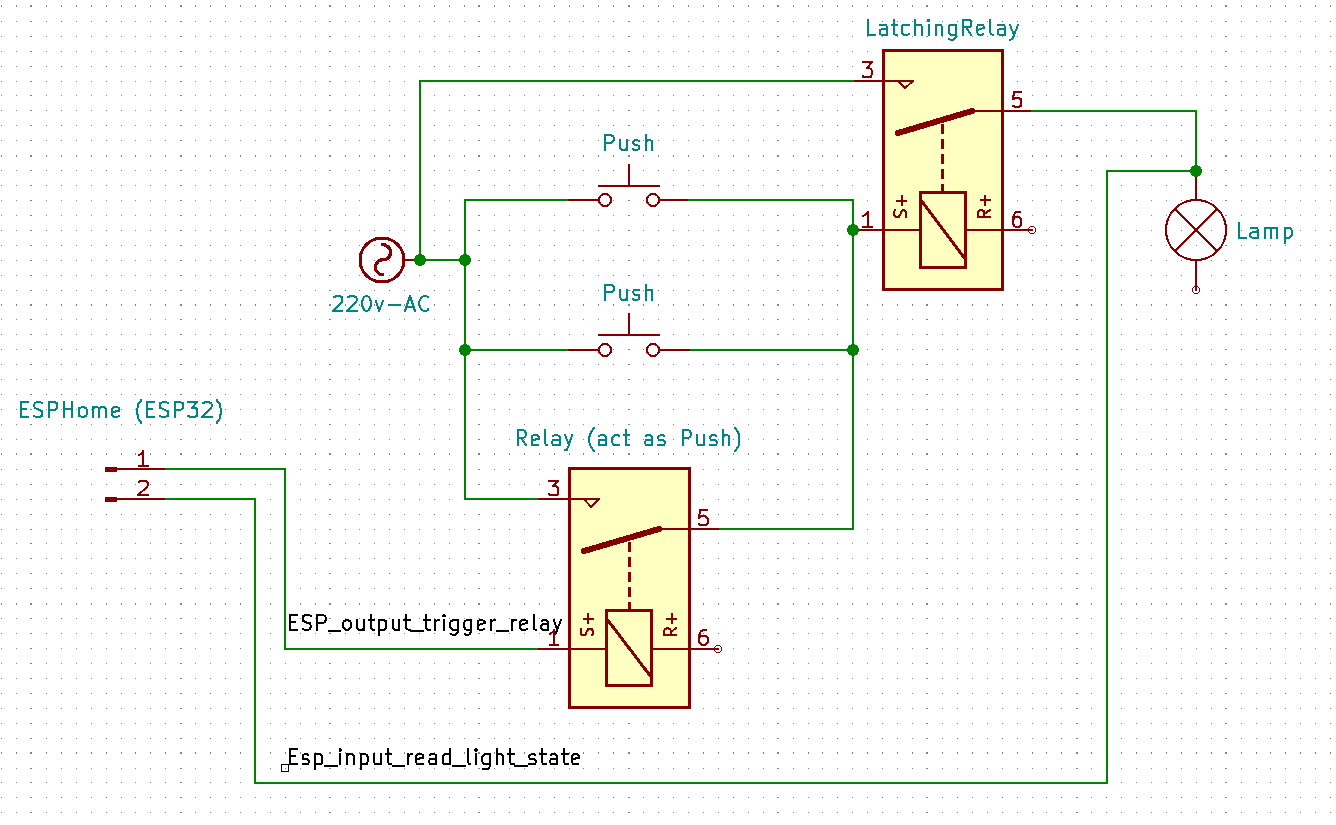 LatchingRelay
3
5
Push
S+
R+
1
6
Lamp
220v-AC
Push
ESPHome (ESP32)
Relay (act as Push)
1
2
3
5
ESP_output_trigger_relay
S+
R+
1
6
Esp_input_read_light_state